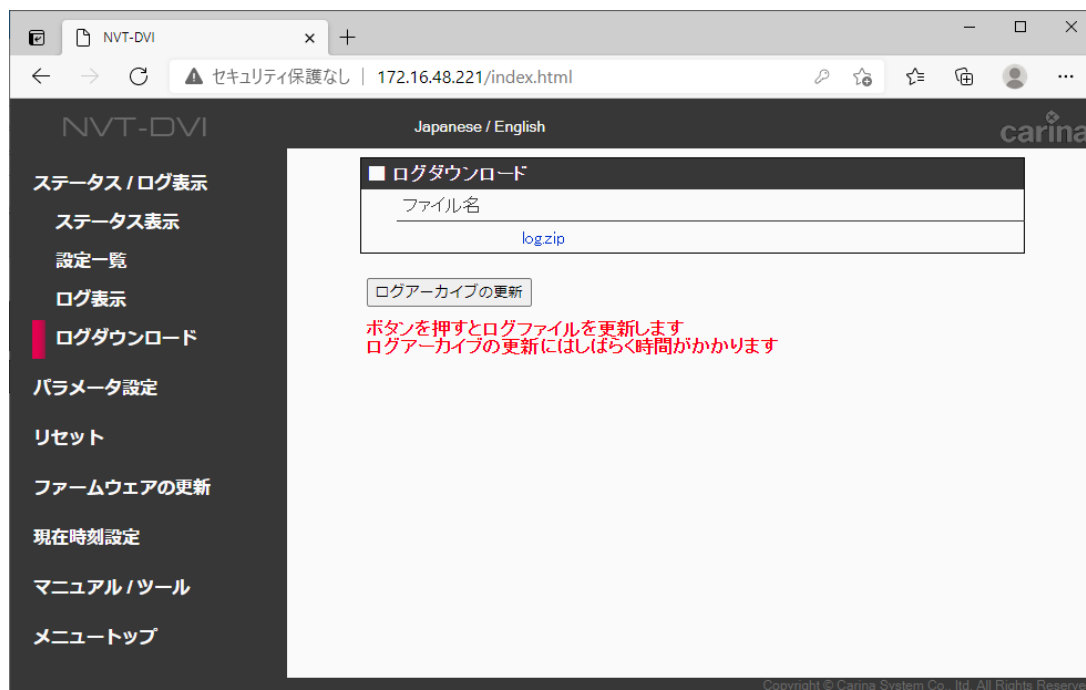 NVT-DVI
セキュリティ保護なし | 172.16.48.221/index.html
NVT-DVI
Japanese / English
carina
ステータス / ログ表示
ステータス表示
設定一覧
ログ表示
ログダウンロード
パラメータ設定
リセット
ファームウェアの更新
現在時刻設定
マニュアル / ツール
メニュートップ
■ ログダウンロード
ファイル名
log.zip
ログアーカイブの更新
ボタンを押すとログファイルを更新します
ログアーカイブの更新にはしばらく時間がかかります
Copyright © Carina System Co., ltd. All Rights Reserve